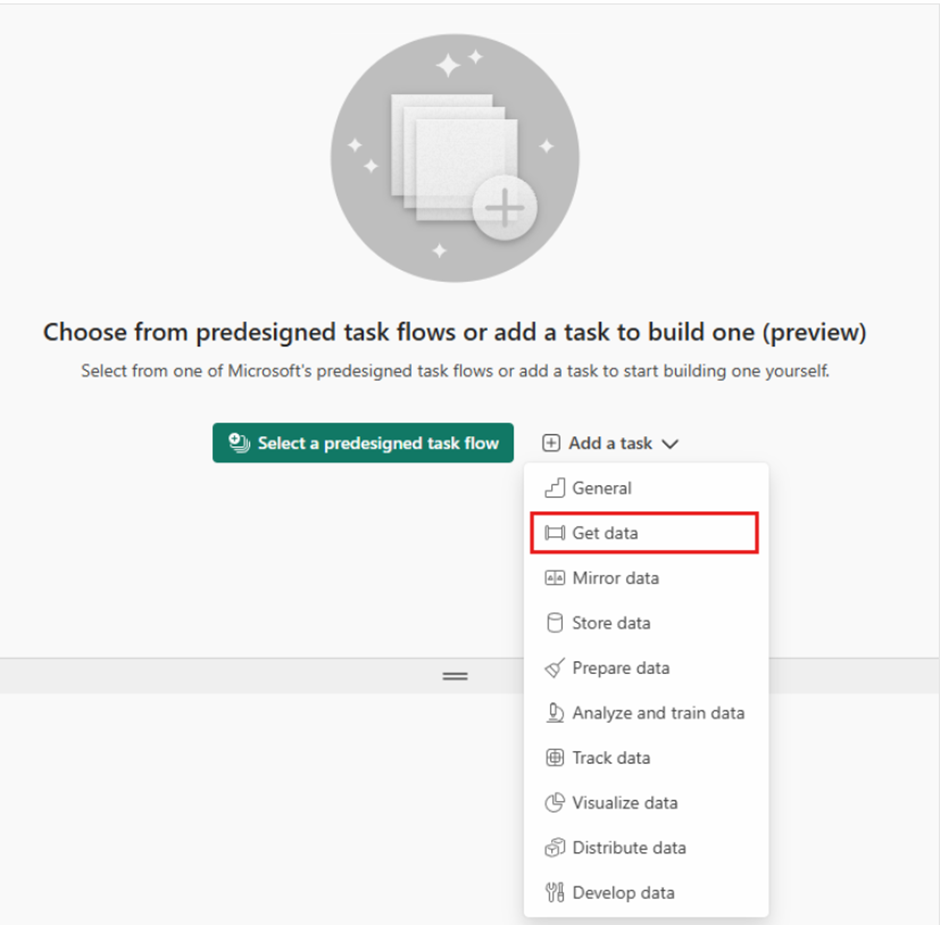 Choose from predesigned task flows or add a task to build one (preview)
Select from one of Microsoft's predesigned task flows or add a task to start building one yourself.
Select a predesigned task flow
Add a task
General
Get data
Mirror data
Store data
Prepare data
Analyze and train data
Track data
Visualize data
Distribute data
Develop data